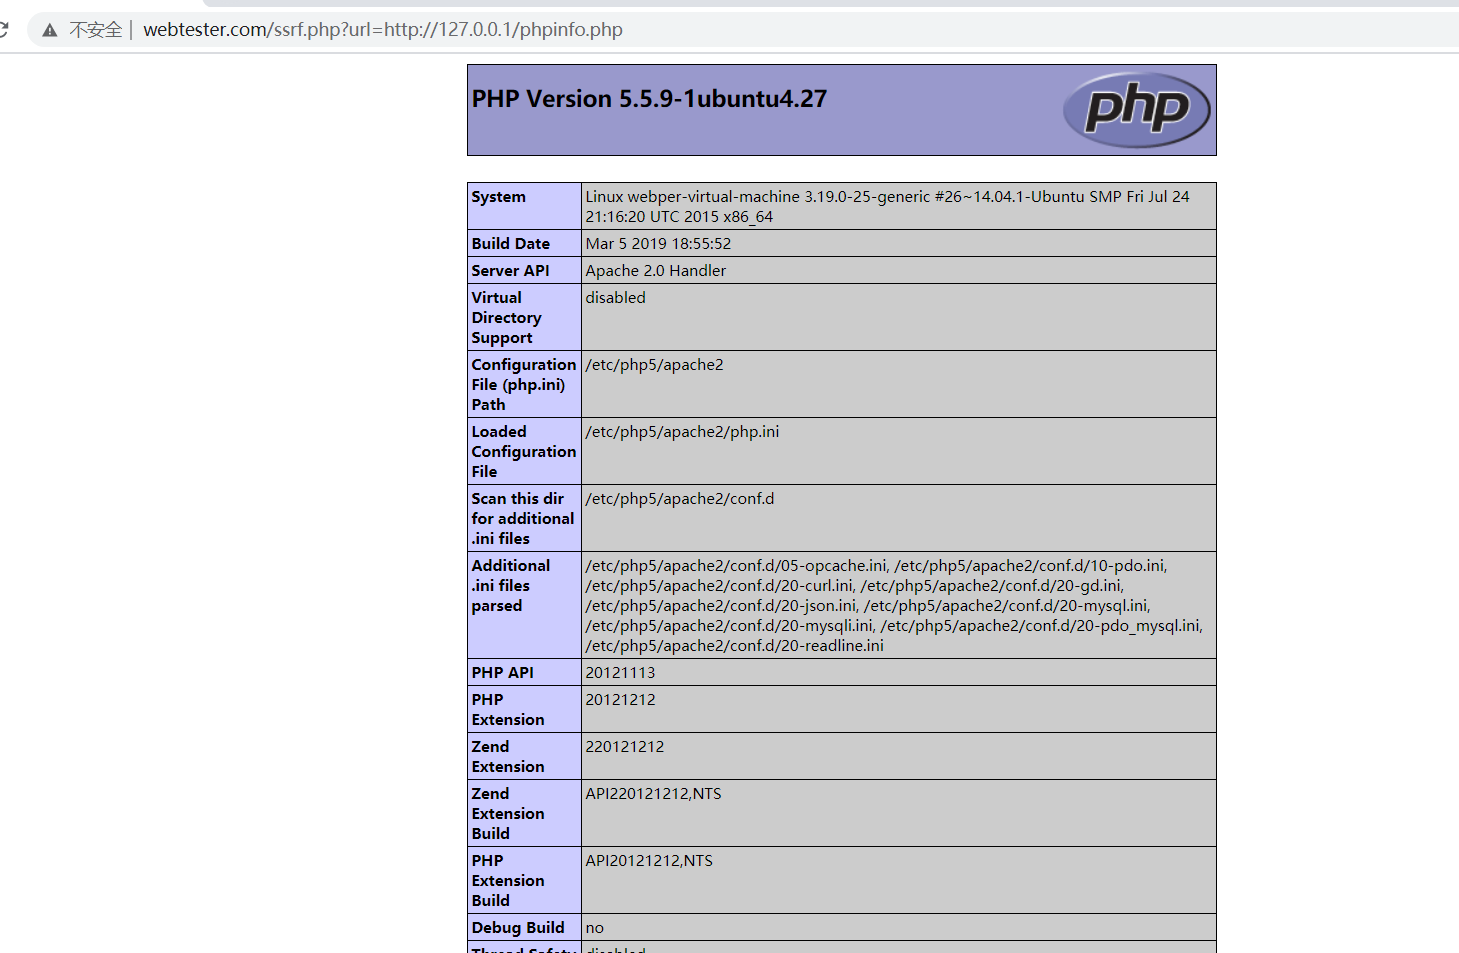 不安全 | webtester.com/ssrf.php?url=http://127.0.0.1/phpinfo.php
PHP Version 5.5.9-1ubuntu4.27
php
System
Linux webper-virtual-machine 3.19.0-25-generic #26~14.04.1-Ubuntu SMP Fri Jul 24
21:16:20 UTC 2015 x86_64
Build Date
Mar 5 2019 18:55:52
Server API
Apache 2.0 Handler
Virtual
Directory
Support
disabled
Configuration
File (php.ini)
Path
/etc/php5/apache2
Loaded
Configuration
File
/etc/php5/apache2/php.ini
Scan this dir
for additional
.ini files
/etc/php5/apache2/conf.d
Additional
.ini files
parsed
/etc/php5/apache2/conf.d/05-opcache.ini, /etc/php5/apache2/conf.d/10-pdo.ini,
/etc/php5/apache2/conf.d/20-curl.ini, /etc/php5/apache2/conf.d/20-gd.ini,
/etc/php5/apache2/conf.d/20-json.ini, /etc/php5/apache2/conf.d/20-mysql.ini,
/etc/php5/apache2/conf.d/20-mysqli.ini, /etc/php5/apache2/conf.d/20-pdo_mysql.ini,
/etc/php5/apache2/conf.d/20-readline.ini
PHP API
20121113
PHP
Extension
20121212
Zend
Extension
220121212
Zend
Extension
Build
API220121212,NTS
PHP
Extension
Build
API20121212,NTS
Debug Build
no
Thread Safety
disabled